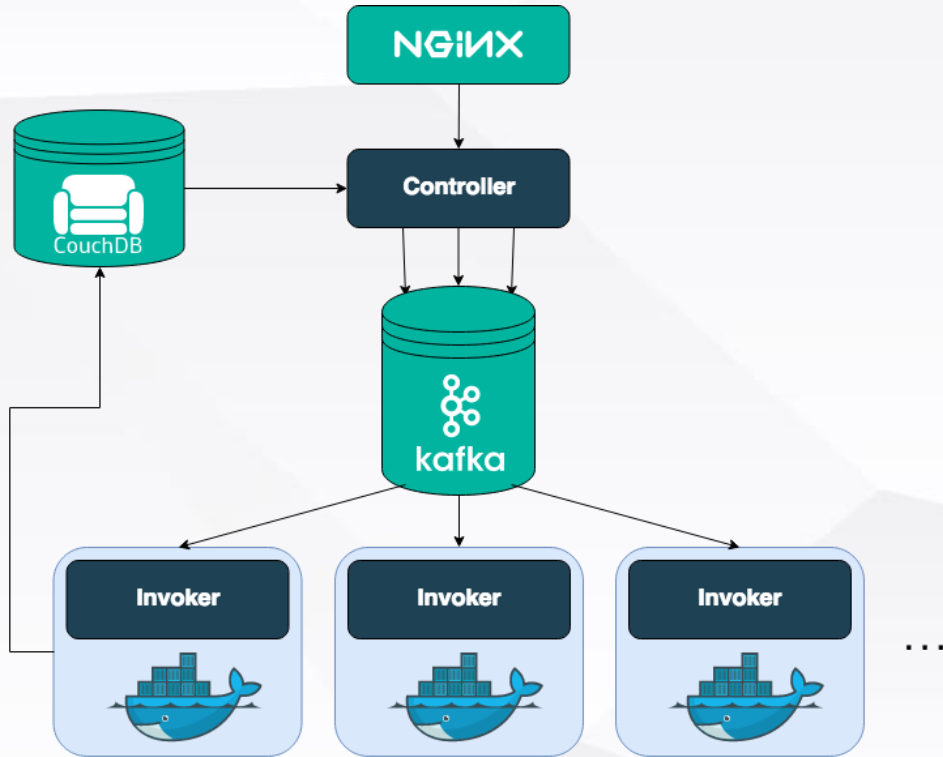 NGINX
Controller
CouchDB
kafka
Invoker
Invoker
Invoker
...